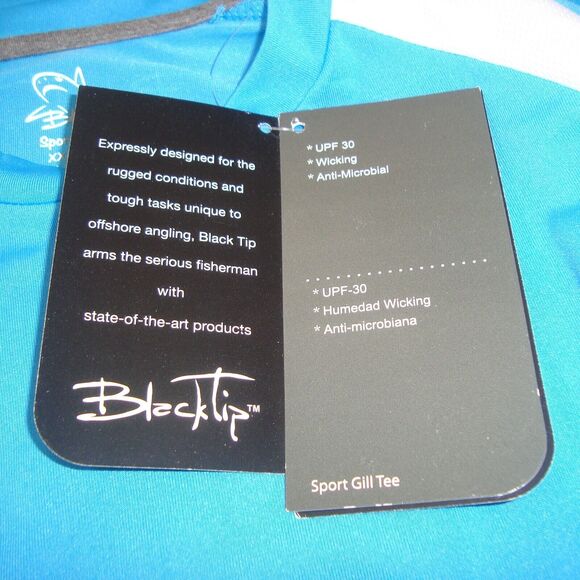 Spo
X
Expressly designed for the
rugged conditions and
tough tasks unique to
offshore angling, Black Tip
arms the serious fisherman
with
state-of-the-art products
BlackTip™
* UPF 30
* Wicking
* Anti-Microbial
* UPF-30
* Humedad Wicking
* Anti-microbiana
Sport Gill Tee